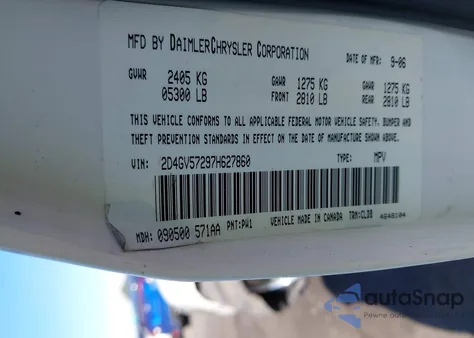 MFD BY DAIMLERCHRYSLER CORPORATION DATE OF MFR: 9-06
GVWR 2405 KG GAWR 1275 KG GAWR 1275 KG
05300 LB FRONT 2810 LB REAR 2810 LB
THIS VEHICLE CONFORMS TO ALL APPLICABLE FEDERAL MOTOR VEHICLE SAFETY, BUMPER AND
THEFT PREVENTION STANDARDS IN EFFECT ON THE DATE OF MANUFACTURE SHOWN ABOVE.
VIN: 2D4GV57297H627860 TYPE: MPV
MDH: 090500 571AA PNT:PW1 VEHICLE MADE IN CANADA TRM:CLDB 4648104
autoSnap